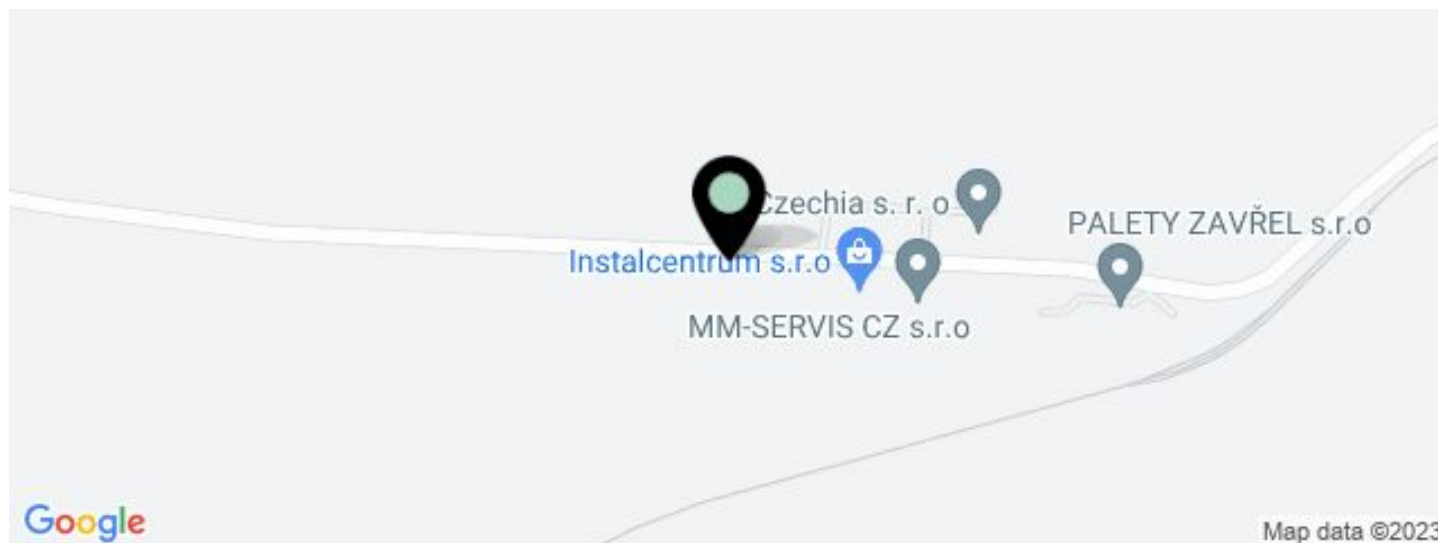 Czechia s. r. o
PALETY ZAVŘEL s.r.o
Instalcentrum s.r.o
MM-SERVIS CZ s.r.o
Google
Map data ©2023